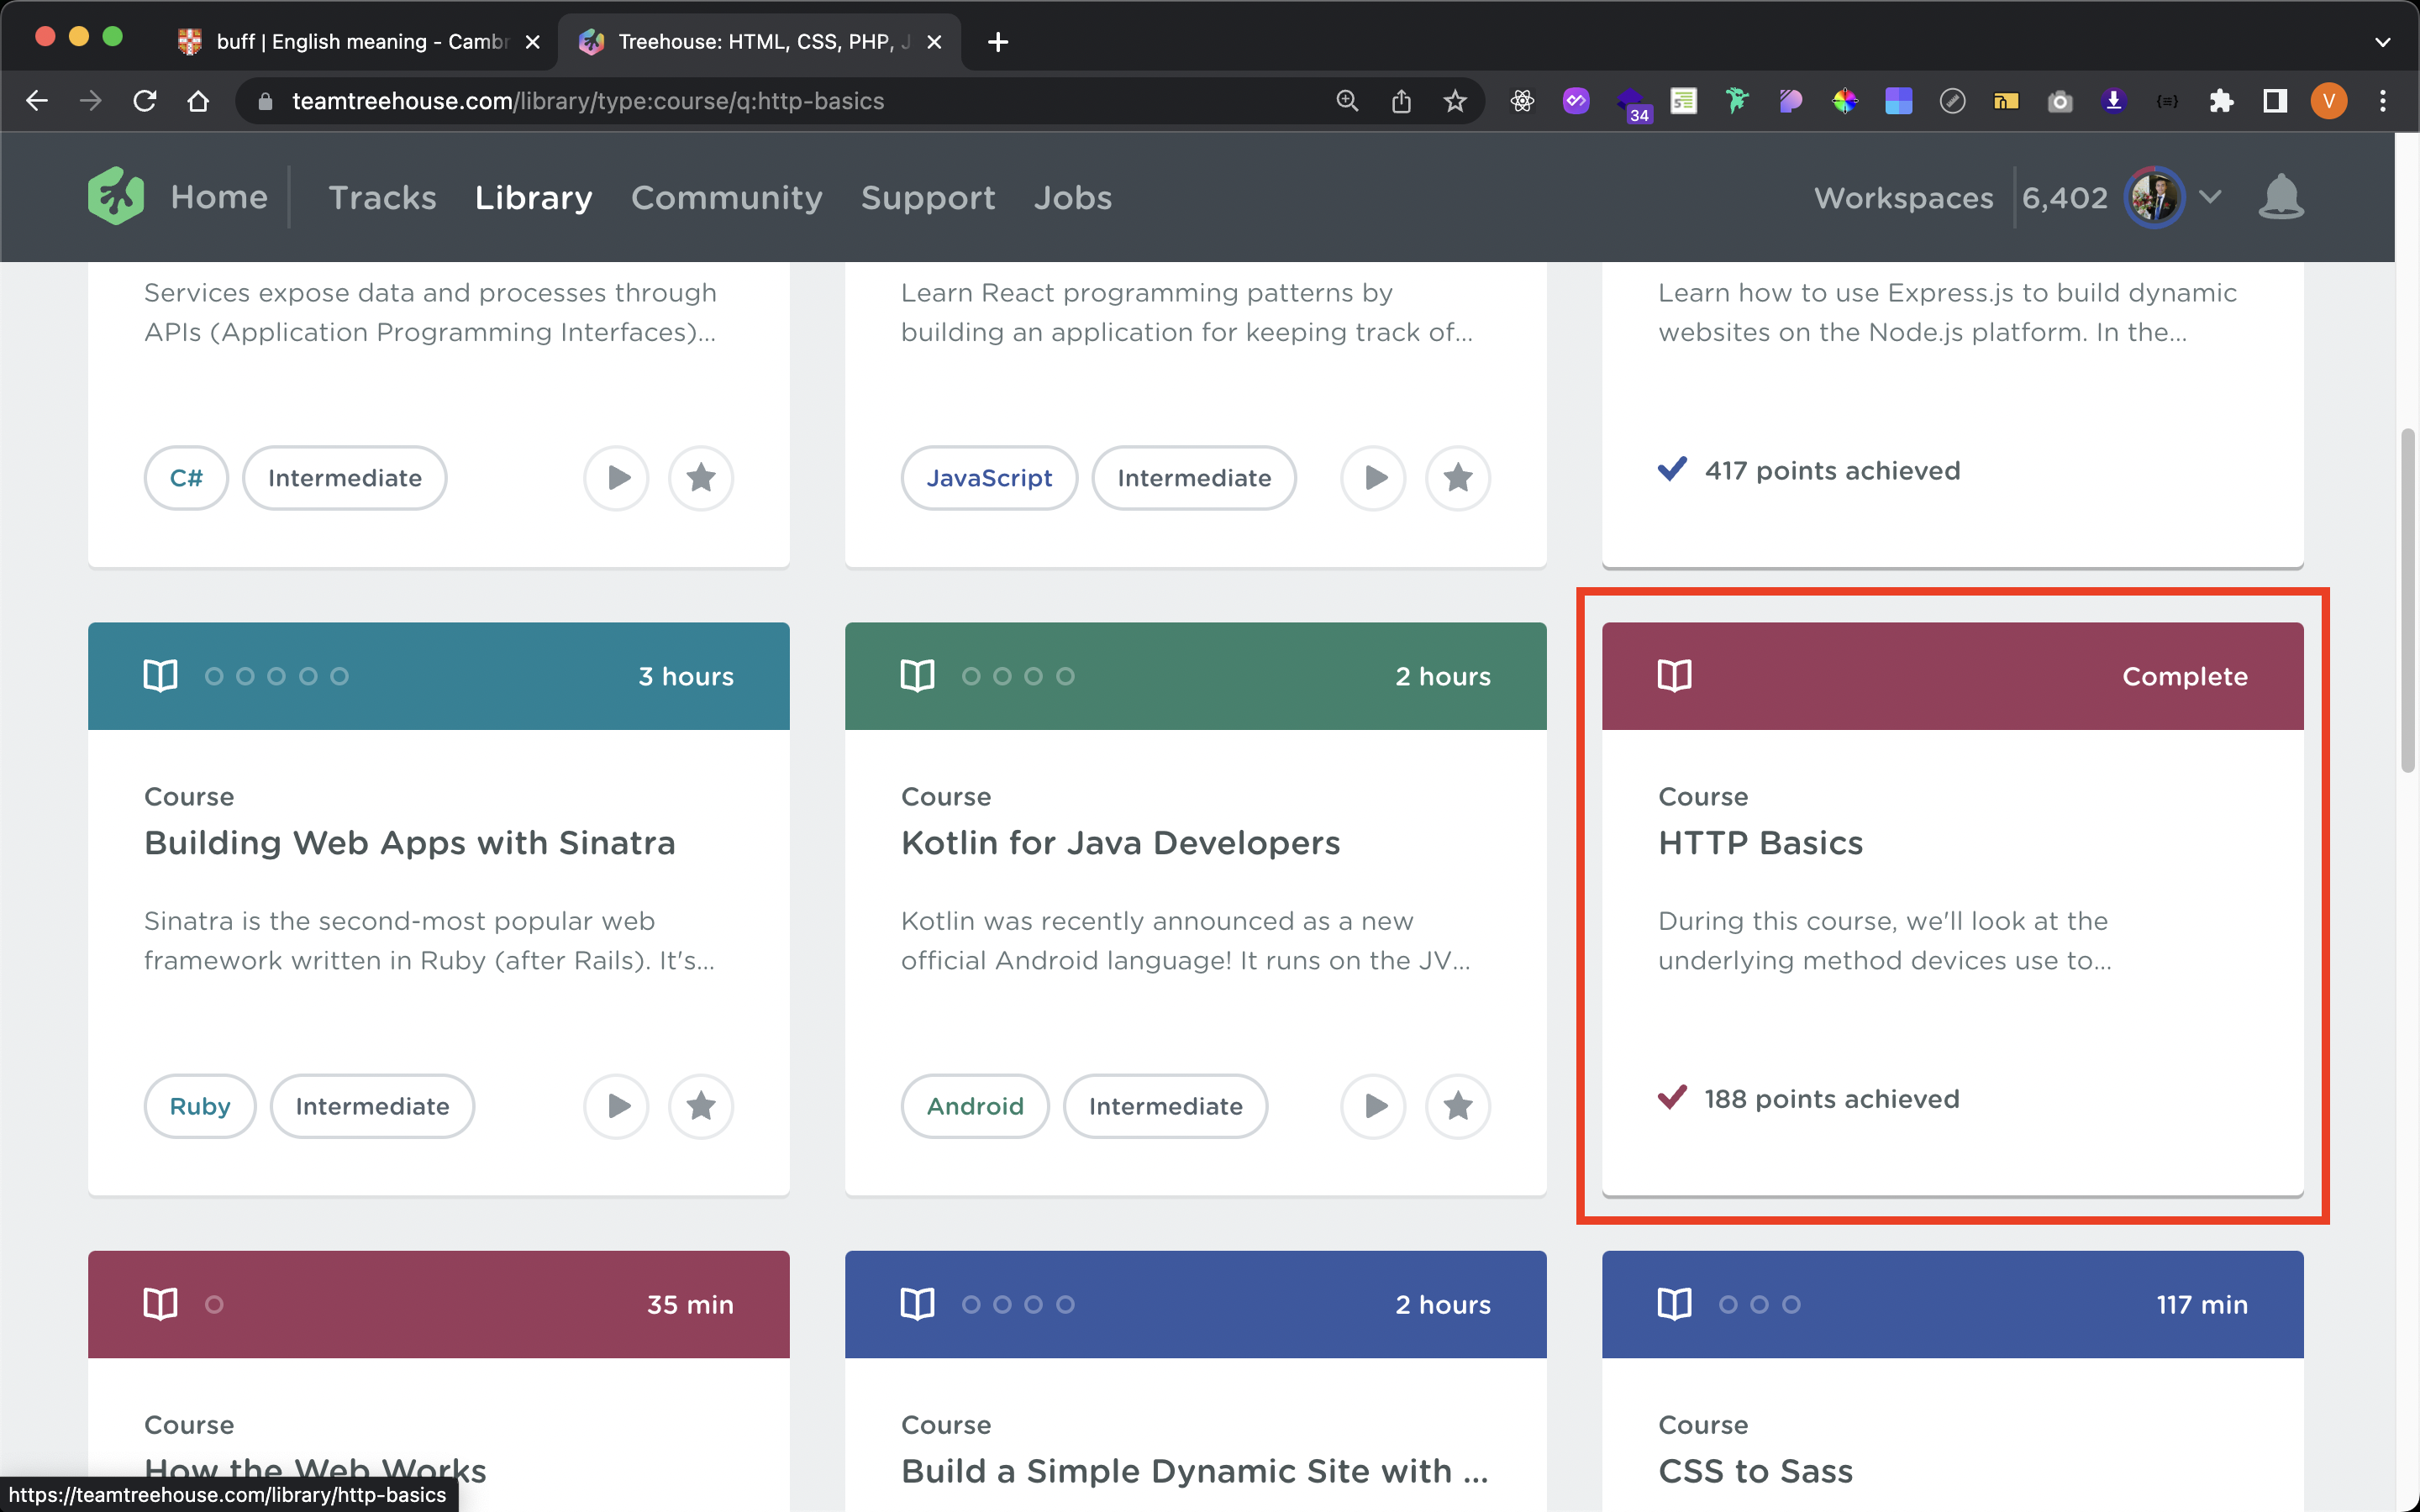 buff | English meaning - Camb
Treehouse: HTML, CSS, PHP, J
teamtreehouse.com/library/type:course/q:http-basics
34
V
Home
Tracks
Library
Community
Support
Jobs
Workspaces
6,402
Services expose data and processes through
APIs (Application Programming Interfaces)...
C#
Intermediate
Learn React programming patterns by
building an application for keeping track of...
JavaScript
Intermediate
Learn how to use Express.js to build dynamic
websites on the Node.js platform. In the...
417 points achieved
3 hours
Course
Building Web Apps with Sinatra
Sinatra is the second-most popular web
framework written in Ruby (after Rails). It's...
Ruby
Intermediate
2 hours
Course
Kotlin for Java Developers
Kotlin was recently announced as a new
official Android language! It runs on the JV...
Android
Intermediate
Complete
Course
HTTP Basics
During this course, we'll look at the
underlying method devices use to...
188 points achieved
35 min
Course
How the Web Works
2 hours
Course
Build a Simple Dynamic Site with ...
117 min
Course
CSS to Sass
https://teamtreehouse.com/library/http-basics